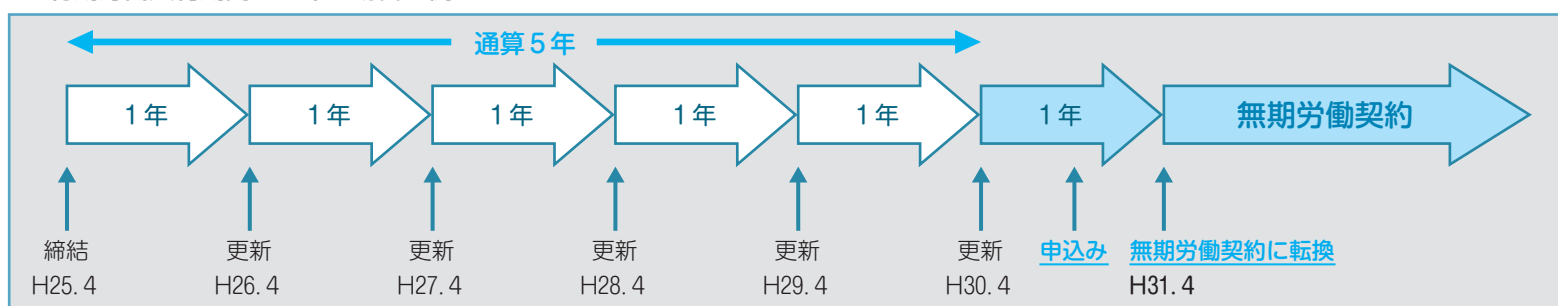 通算5年
1年 1年 1年 1年 1年 1年 無期労働契約
締結 更新 更新 更新 更新 更新 申込み 無期労働契約に転換
H25.4 H26.4 H27.4 H28.4 H29.4 H30.4 H31.4